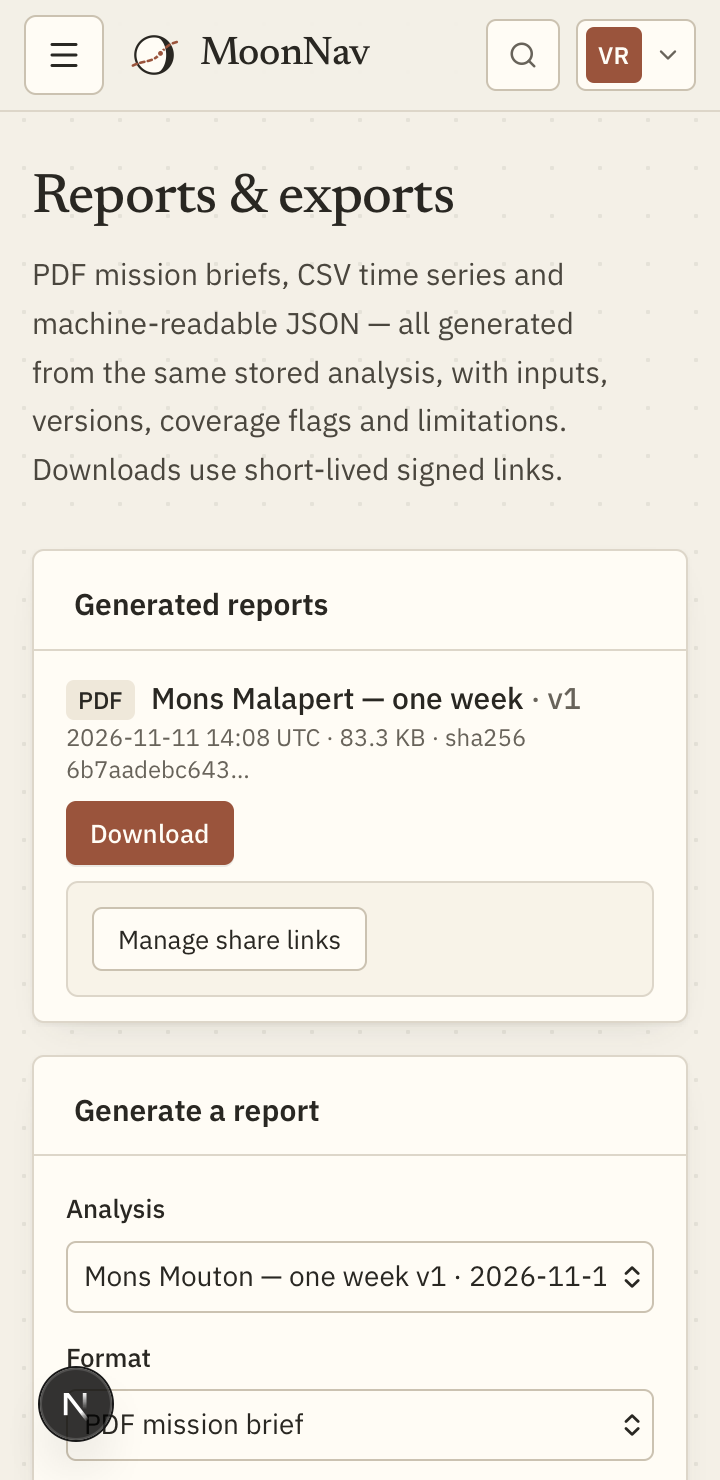 MoonNav
VR
Reports & exports
PDF mission briefs, CSV time series and
machine-readable JSON — all generated
from the same stored analysis, with inputs,
versions, coverage flags and limitations.
Downloads use short-lived signed links.
Generated reports
PDF Mons Malapert — one week · v1
2026-11-11 14:08 UTC · 83.3 KB · sha256
6b7aadebc643…
Download
Manage share links
Generate a report
Analysis
Mons Mouton — one week v1 · 2026-11-1
Format
PDF mission brief
N